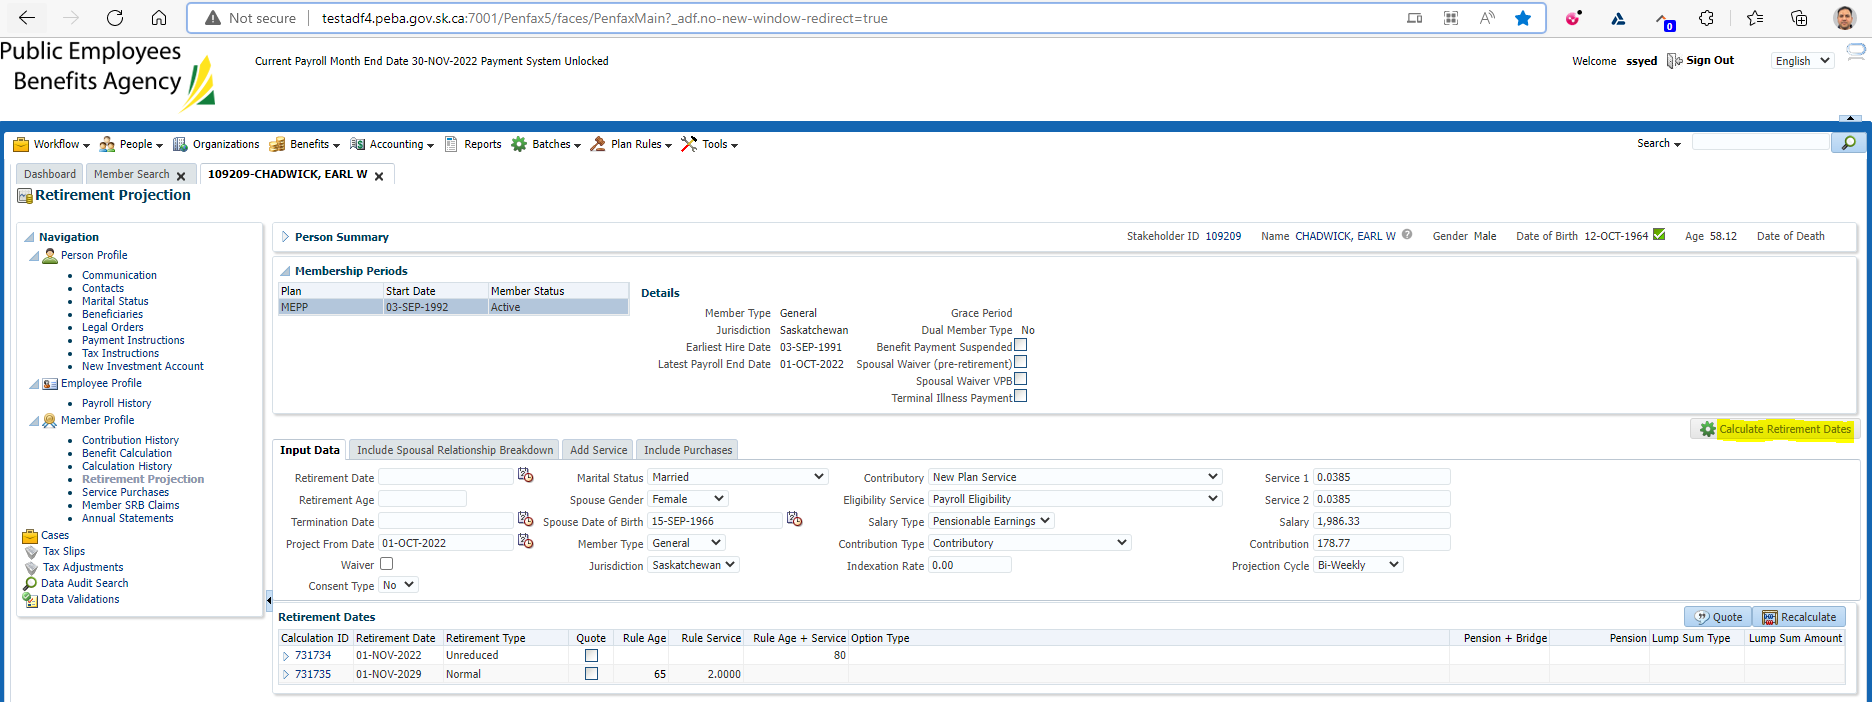 Not secure testadf4.peba.gov.sk.ca:7001/Penfax5/faces/PenfaxMain?_adf.no-new-window-redirect=true
0
Public Employees
Benefits Agency
Current Payroll Month End Date 30-NOV-2022 Payment System Unlocked
Welcome ssyed Sign Out English
Workflow People Organizations Benefits Accounting Reports Batches Plan Rules Tools Search
Dashboard Member Search 109209-CHADWICK, EARL W
Retirement Projection
Navigation
Person Profile
Communication
Contacts
Marital Status
Beneficiaries
Legal Orders
Payment Instructions
Tax Instructions
New Investment Account
Employee Profile
Payroll History
Member Profile
Contribution History
Benefit Calculation
Calculation History
Retirement Projection
Service Purchases
Member SRB Claims
Annual Statements
Cases
Tax Slips
Tax Adjustments
Data Audit Search
Data Validations
Person Summary Stakeholder ID 109209 Name CHADWICK, EARL W Gender Male Date of Birth 12-OCT-1964 Age 58.12 Date of Death
Membership Periods
Plan Start Date Member Status
MEPP 03-SEP-1992 Active
Details
Member Type General Grace Period
Jurisdiction Saskatchewan Dual Member Type No
Earliest Hire Date 03-SEP-1991 Benefit Payment Suspended
Latest Payroll End Date 01-OCT-2022 Spousal Waiver (pre-retirement)
Spousal Waiver VPB
Terminal Illness Payment
Calculate Retirement Dates
Input Data Include Spousal Relationship Breakdown Add Service Include Purchases
Retirement Date Marital Status Married Contributory New Plan Service Service 1 0.0385
Retirement Age Spouse Gender Female Eligibility Service Payroll Eligibility Service 2 0.0385
Termination Date Spouse Date of Birth 15-SEP-1966 Salary Type Pensionable Earnings Salary 1,986.33
Project From Date 01-OCT-2022 Member Type General Contribution Type Contributory Contribution 178.77
Waiver Jurisdiction Saskatchewan Indexation Rate 0.00 Projection Cycle Bi-Weekly
Consent Type No
Retirement Dates Quote Recalculate
Calculation ID Retirement Date Retirement Type Quote Rule Age Rule Service Rule Age + Service Option Type Pension + Bridge Pension Lump Sum Type Lump Sum Amount
731734 01-NOV-2022 Unreduced 80
731735 01-NOV-2029 Normal 65 2.0000